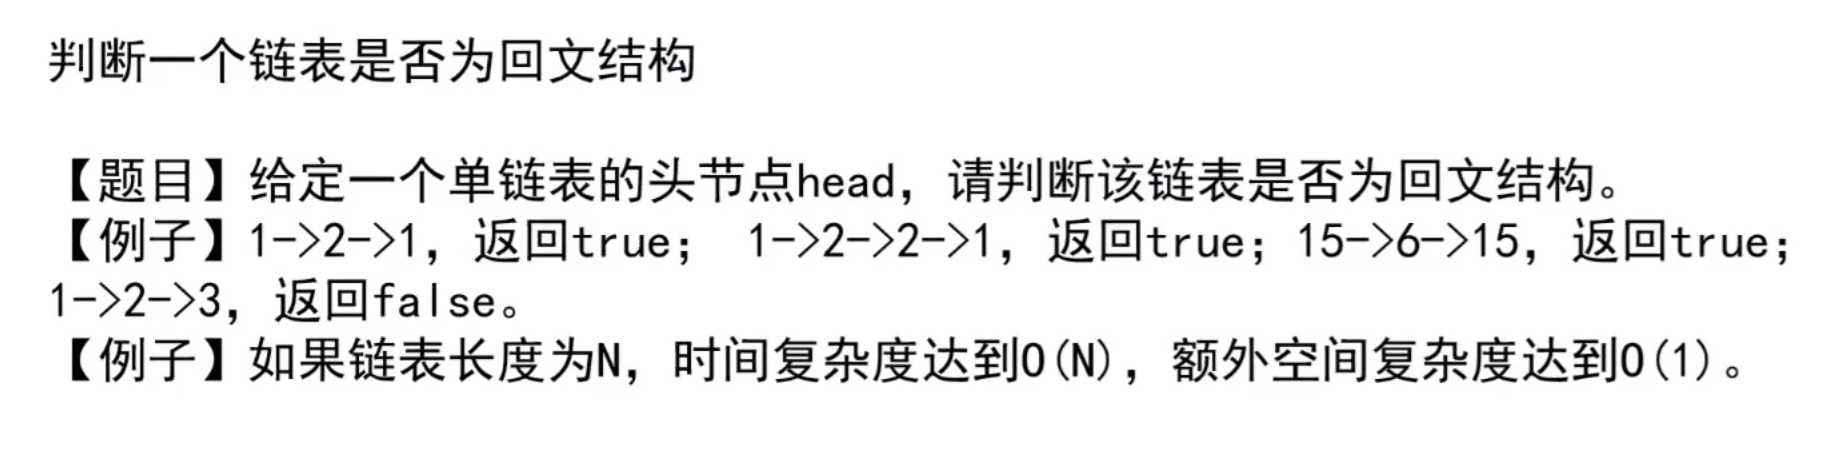 判断一个链表是否为回文结构
【题目】给定一个单链表的头节点head，请判断该链表是否为回文结构。
【例子】1->2->1，返回true； 1->2->2->1，返回true；15->6->15，返回true；
1->2->3，返回false。
【例子】如果链表长度为N，时间复杂度达到O(N)，额外空间复杂度达到O(1)。